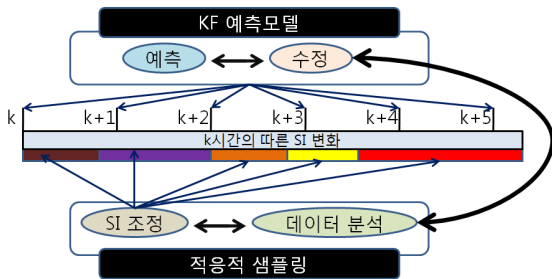 KF 예측모델
예측 수정
k k+1 k+2 k+3 k+4 k+5
k시간의 따른 SI 변화
SI 조정 데이터 분석
적응적 샘플링